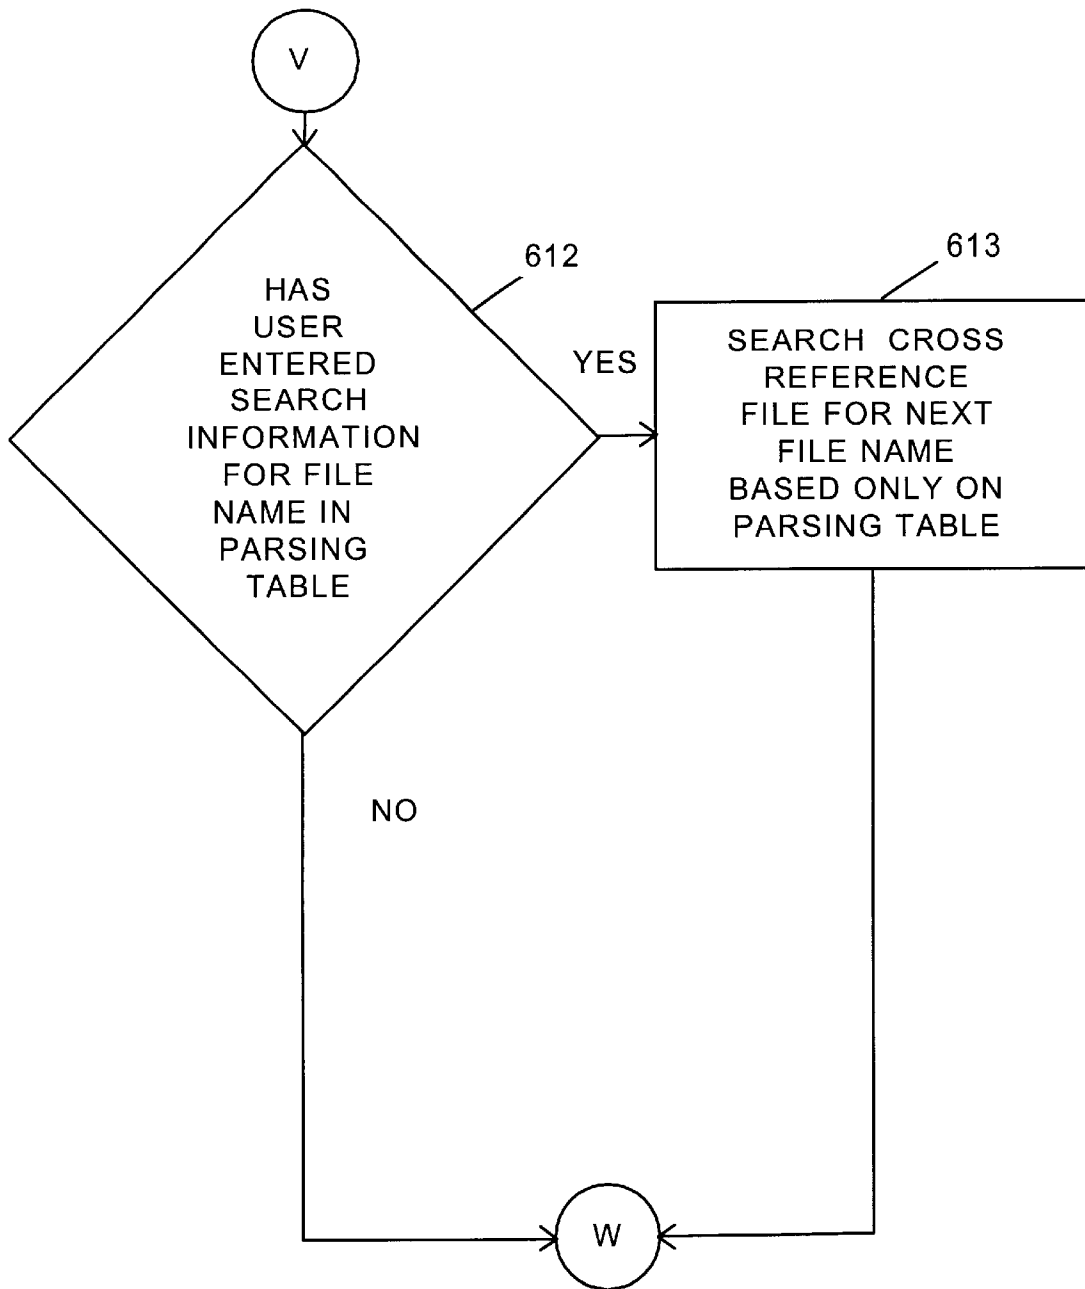 V
612
HAS
USER
ENTERED
SEARCH
INFORMATION
FOR FILE
NAME IN
PARSING
TABLE
YES
613
SEARCH CROSS
REFERENCE
FILE FOR NEXT
FILE NAME
BASED ONLY ON
PARSING TABLE
NO
W